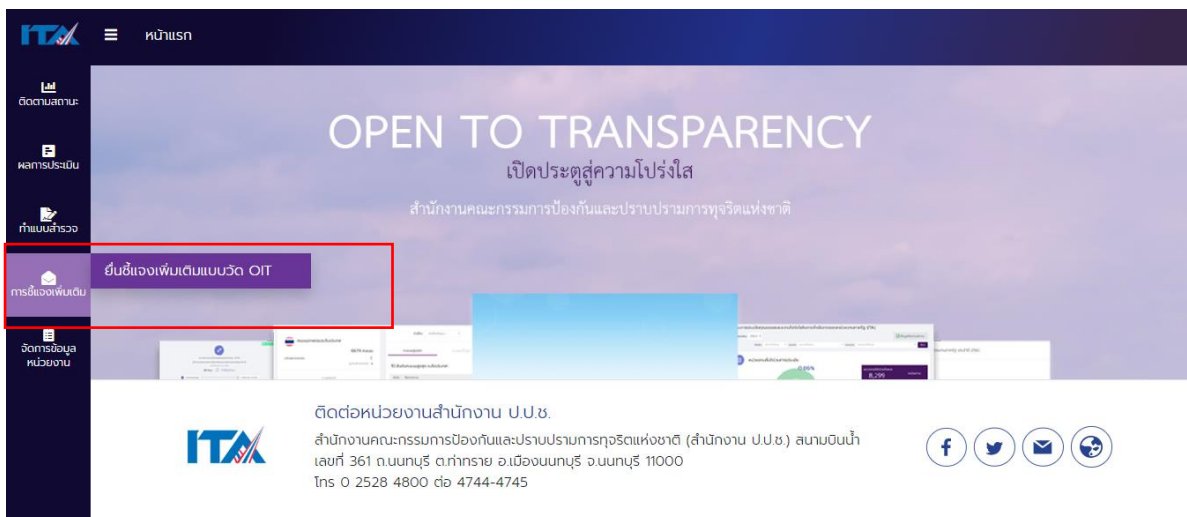 ITA
หน้าแรก
ติดตามสถานะ
ผลการประเมิน
ทำแบบสำรวจ
การชี้แจงเพิ่มเติม
ยื่นชี้แจงเพิ่มเติมแบบวัด OIT
จัดการข้อมูล
หน่วยงาน
OPEN TO TRANSPARENCY
เปิดประตูสู่ความโปร่งใส
สำนักงานคณะกรรมการป้องกันและปราบปรามการทุจริตแห่งชาติ
8,299
ITA
ติดต่อหน่วยงานสำนักงาน ป.ป.ช.
สำนักงานคณะกรรมการป้องกันและปราบปรามการทุจริตแห่งชาติ (สำนักงาน ป.ป.ช.) สนามบินน้ำ
เลขที่ 361 ถ.นนทบุรี ต.ท่าทราย อ.เมืองนนทบุรี จ.นนทบุรี 11000
โทร 0 2528 4800 ต่อ 4744-4745